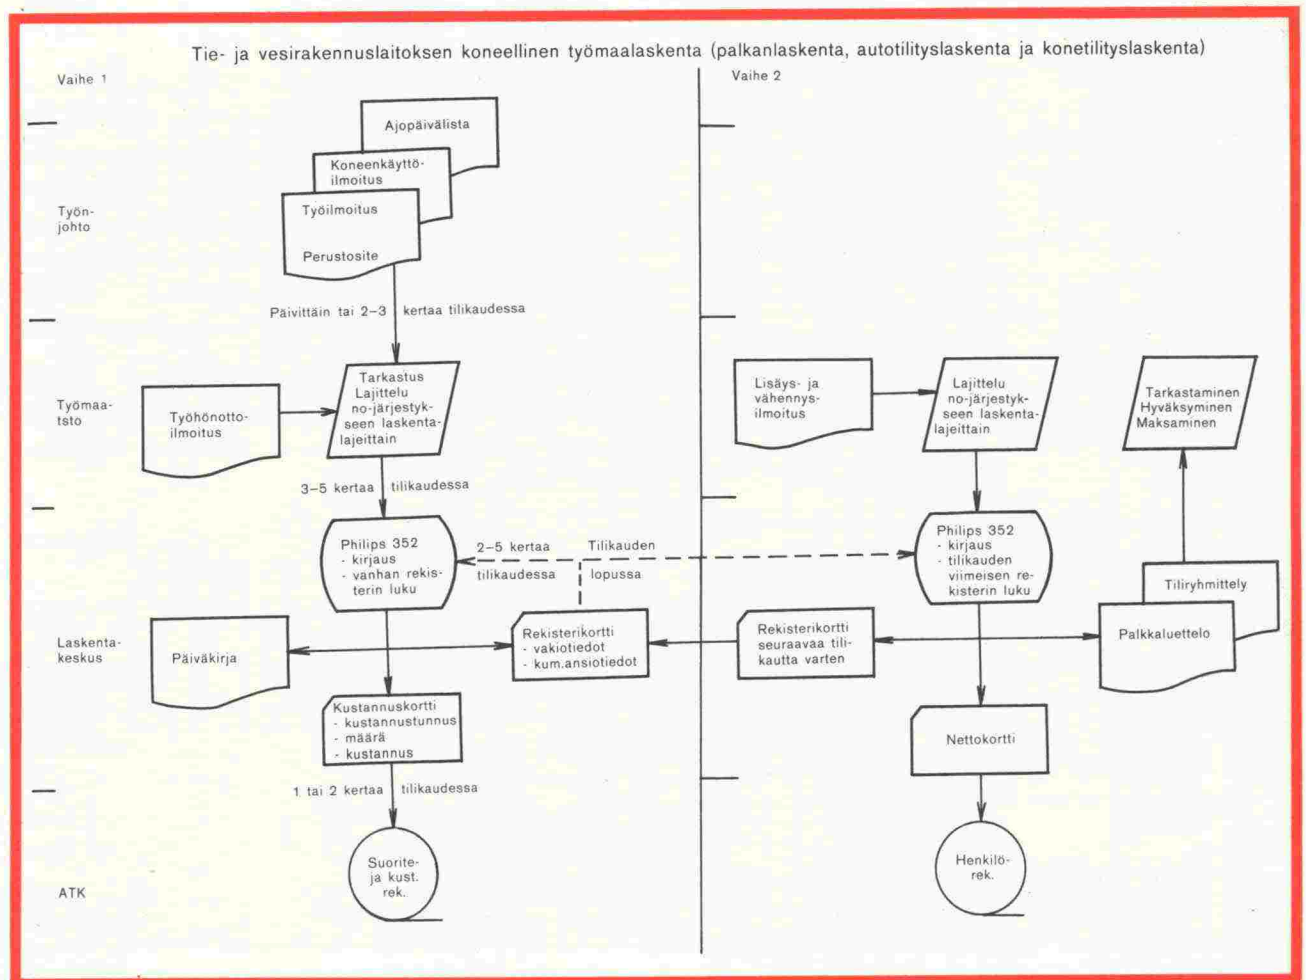 Tie- ja vesirakennuslaitoksen koneellinen työmaalaskenta (palkanlaskenta, autotilityslaskenta ja konetilityslaskenta)
Vaihe 1
Vaihe 2
Ajopäivälista
Koneenkäyttö-
ilmoitus
Työn-
johto
Työilmoitus
Perustosite
Päivittäin tai 2–3 kertaa tilikaudessa
Työmaa-
tsto
Työhönotto-
ilmoitus
Tarkastus
Lajittelu
no-järjestyk-
seen laskenta-
lajeittain
Lisäys- ja
vähennys-
ilmoitus
Lajittelu
no-järjestyk-
seen laskenta-
lajeittain
Tarkastaminen
Hyväksyminen
Maksaminen
3–5 kertaa tilikaudessa
Philips 352
- kirjaus
- vanhan rekis-
terin luku
2–5 kertaa
tilikaudessa
Tilikauden
lopussa
Philips 352
- kirjaus
- tilikauden
viimeisen re-
kisterin luku
Tiliryhmittely
Laskenta-
keskus
Päiväkirja
Rekisterikortti
- vakiotiedot
- kum.ansiotiedot
Rekisterikortti
seuraavaa tili-
kautta varten
Palkkaluettelo
Kustannuskortti
- kustannustunnus
- määrä
- kustannus
Nettokortti
1 tai 2 kertaa tilikaudessa
ATK
Suorite-
ja kust.
rek.
Henkilö-
rek.